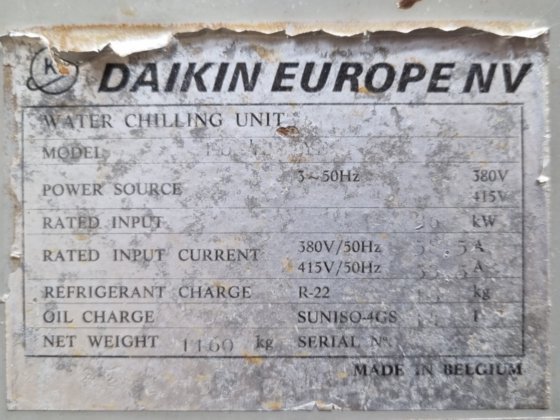 K DAIKIN EUROPE NV
WATER CHILLING UNIT
MODEL
POWER SOURCE 3~50Hz 380V
415V
RATED INPUT kW
RATED INPUT CURRENT 380V/50Hz A
415V/50Hz A
REFRIGERANT CHARGE R-22 kg
OIL CHARGE SUNISO-4GS l
NET WEIGHT 1160 kg SERIAL Nº
MADE IN BELGIUM